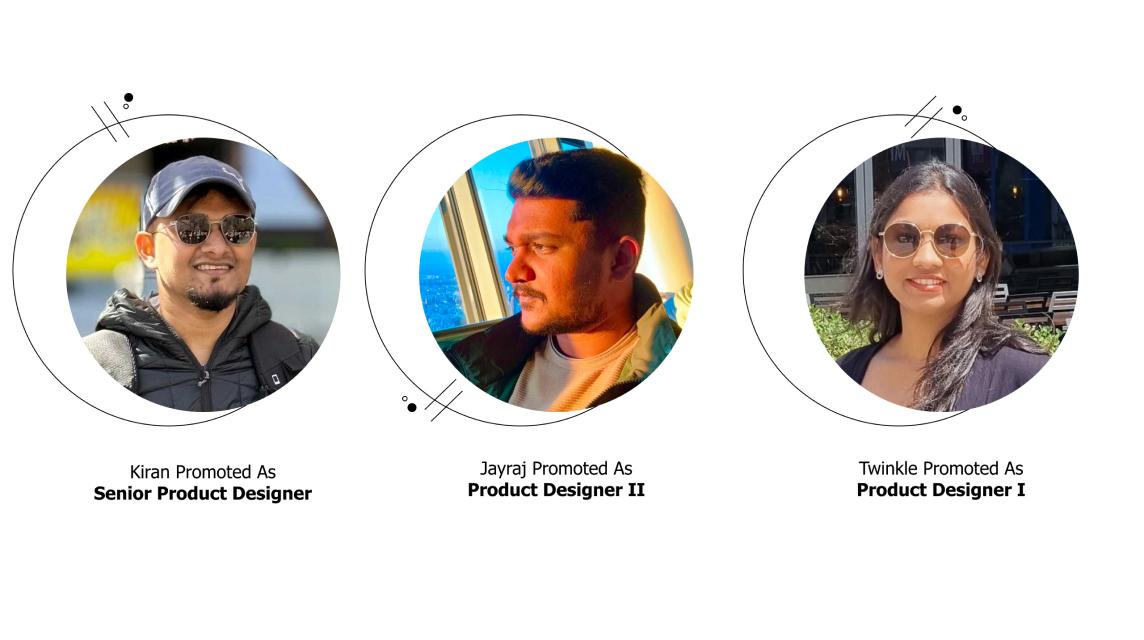 Kiran Promoted As
Senior Product Designer
Jayraj Promoted As
Product Designer II
Twinkle Promoted As
Product Designer I